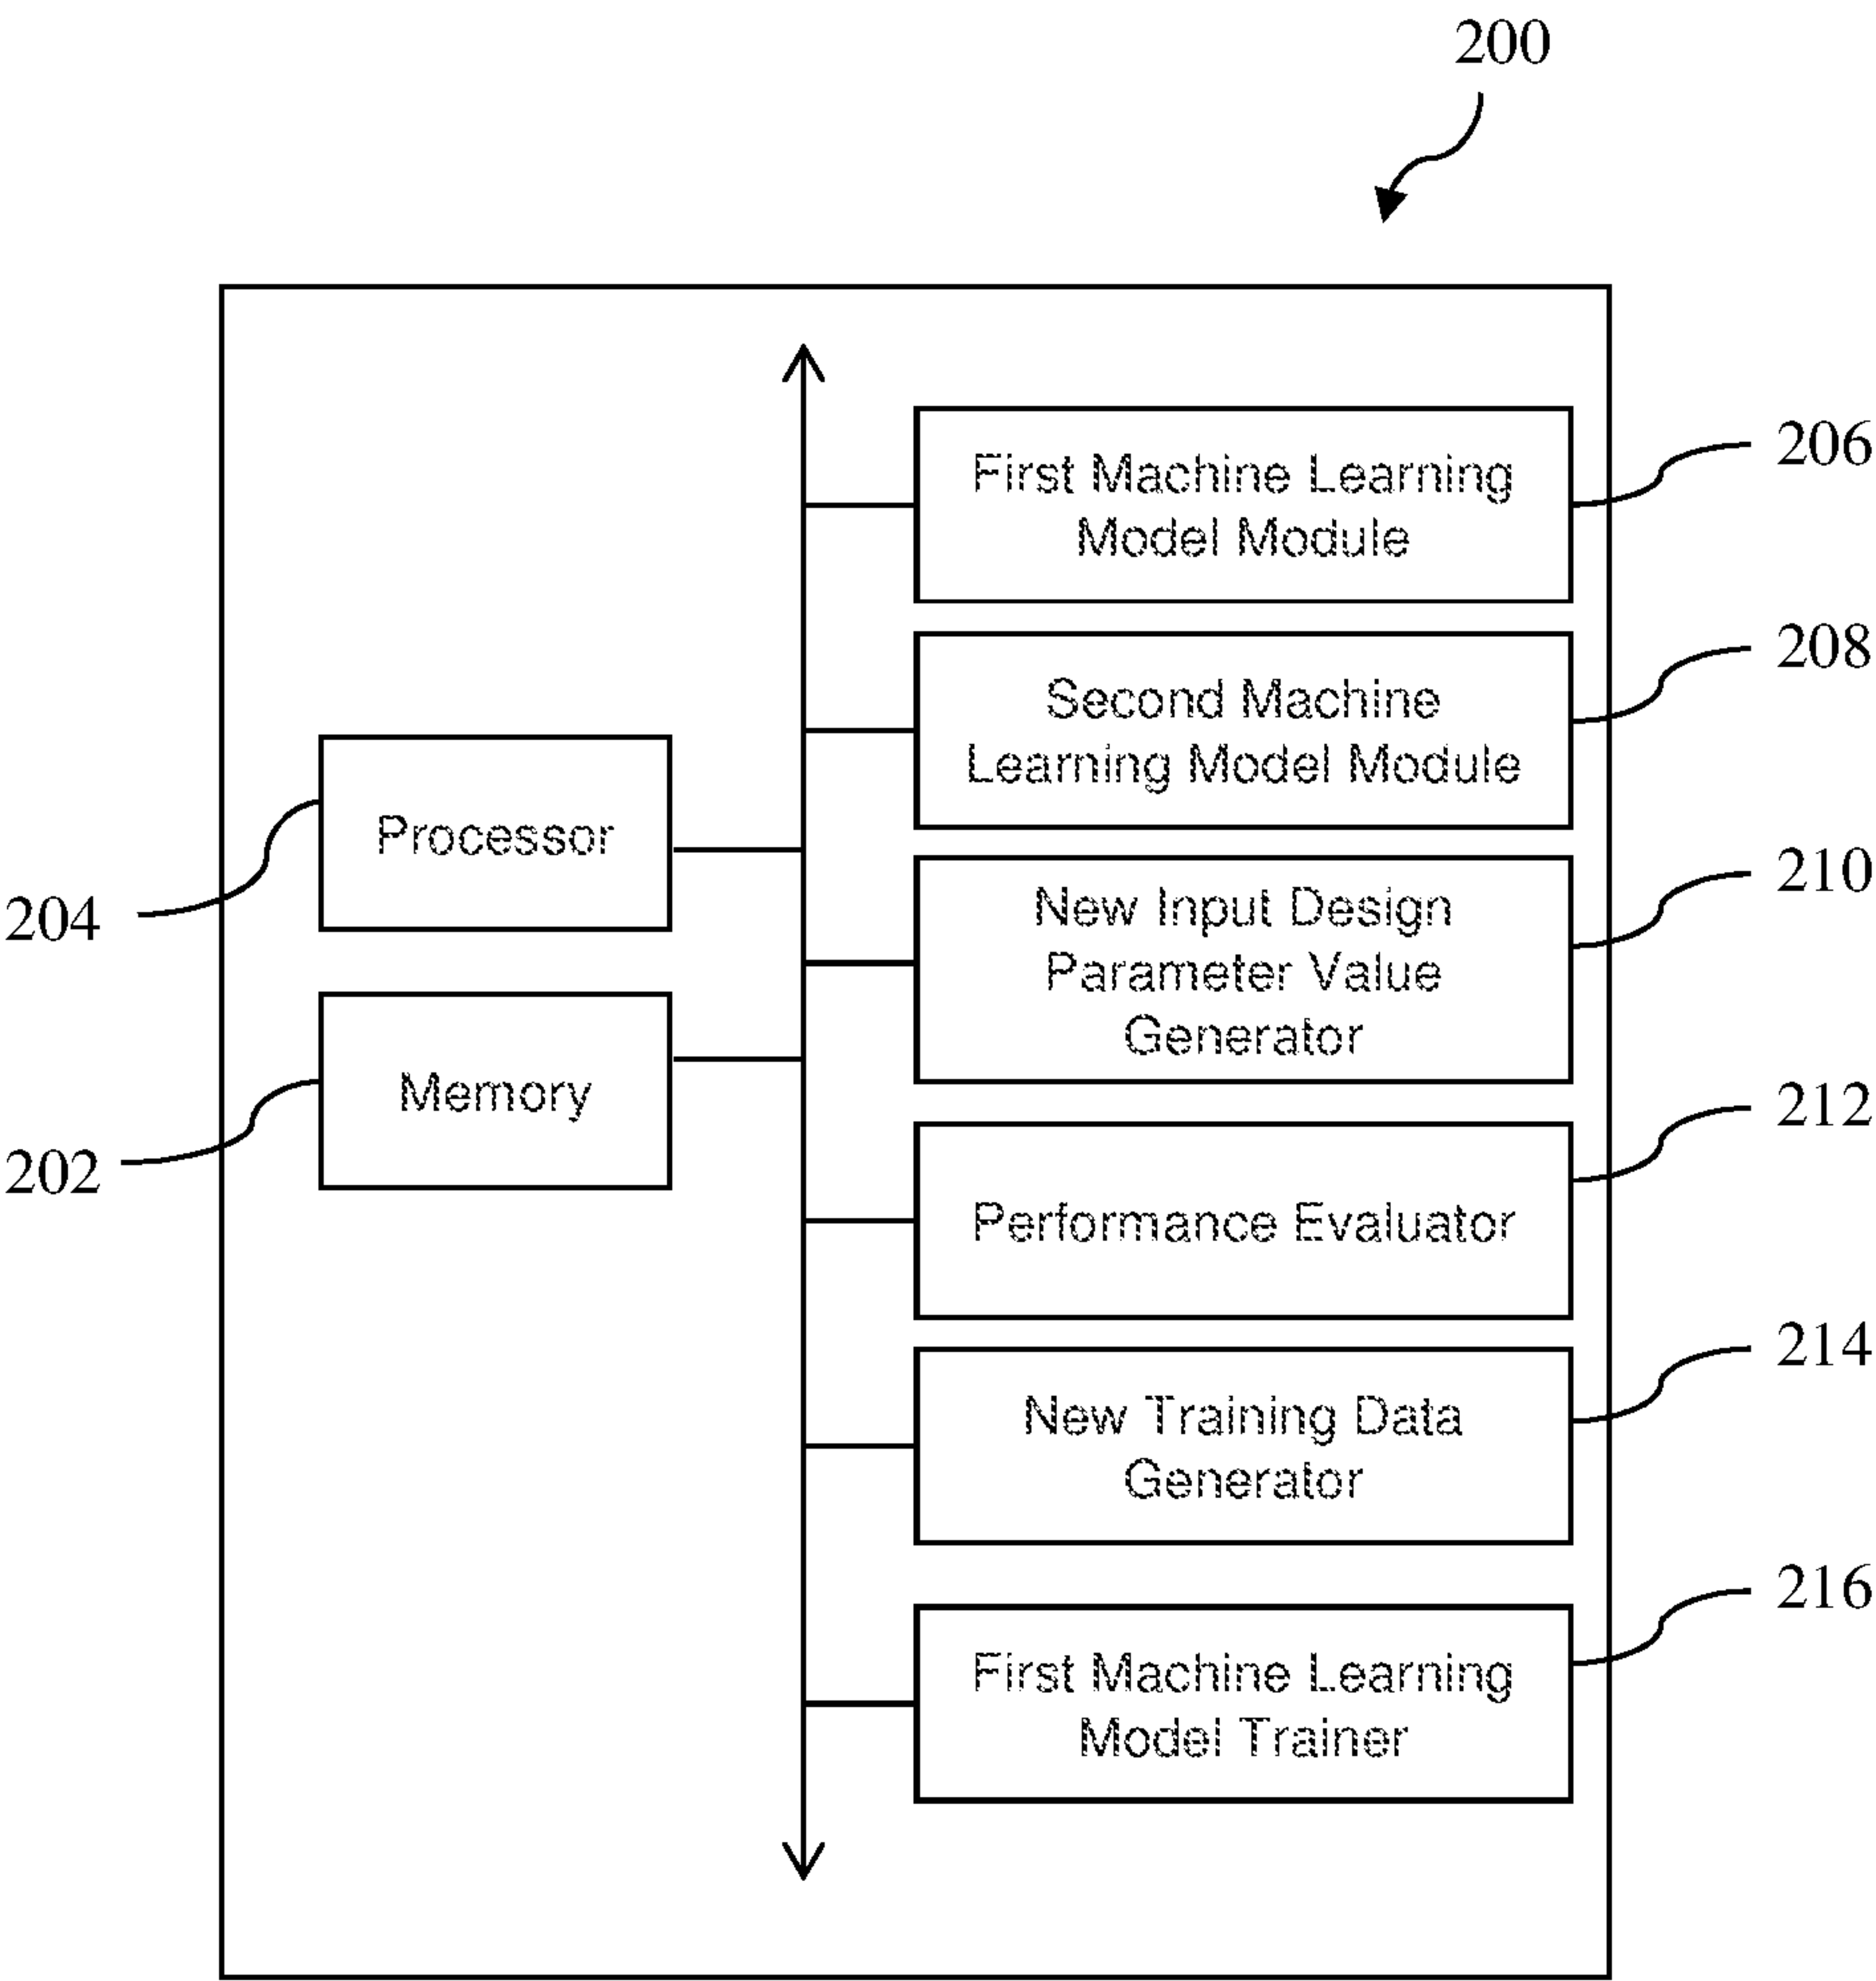 200
First Machine Learning
Model Module
206
Second Machine
Learning Model Module
208
Processor
204
New Input Design
Parameter Value
Generator
210
Memory
202
Performance Evaluator
212
New Training Data
Generator
214
First Machine Learning
Model Trainer
216